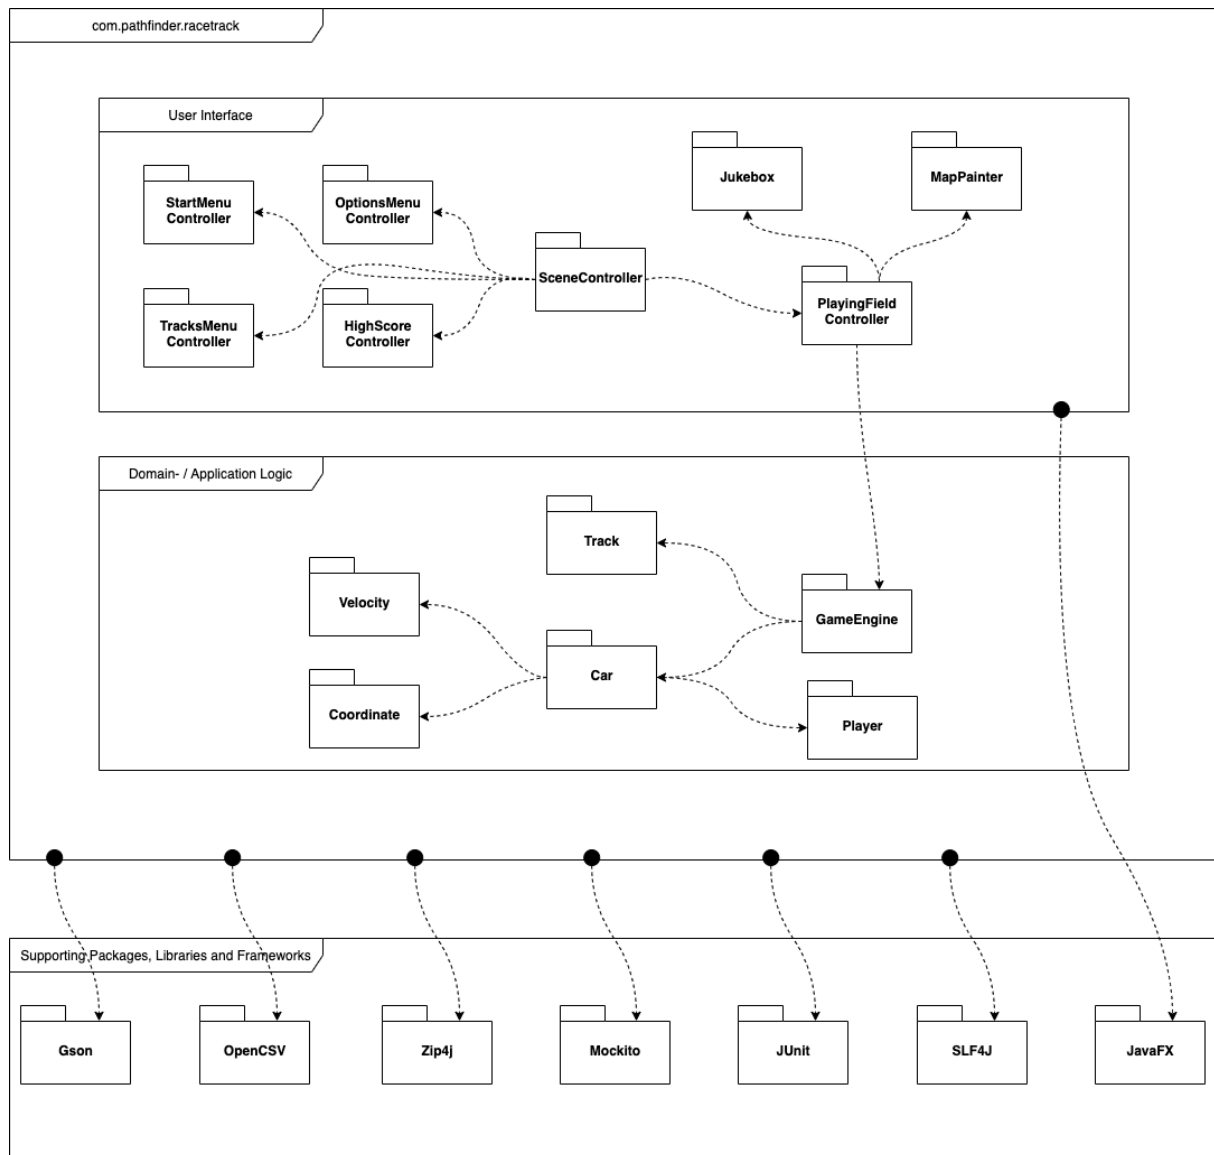 com.pathfinder.racetrack
User Interface
StartMenu
Controller
OptionsMenu
Controller
Jukebox
MapPainter
SceneController
TracksMenu
Controller
HighScore
Controller
PlayingField
Controller
Domain- / Application Logic
Track
Velocity
GameEngine
Car
Coordinate
Player
Supporting Packages, Libraries and Frameworks
Gson
OpenCSV
Zip4j
Mockito
JUnit
SLF4J
JavaFX